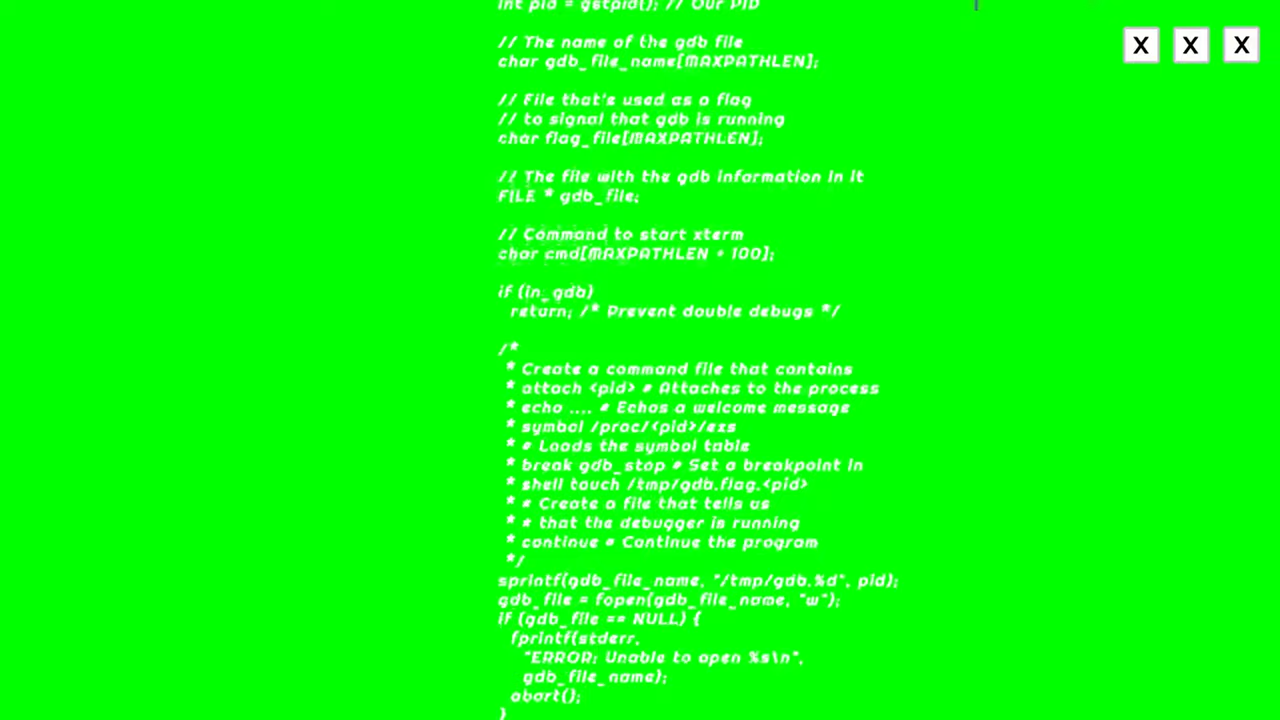 int pid = getpid(); // Our PID
X X X
// The name of the gdb file
char gdb_file_name[MAXPATHLEN];
// File that's used as a flag
// to signal that gdb is running
char flag_file[MAXPATHLEN];
// The file with the gdb information in it
FILE * gdb_file;
// Command to start xterm
char cmd[MAXPATHLEN + 100];
if (in_gdb)
return; /* Prevent double debugs */
/*
* Create a command file that contains
* attach <pid> # Attaches to the process
* echo .... # Echos a welcome message
* symbol /proc/<pid>/exs
* # Loads the symbol table
* break gdb_stop # Set a breakpoint in
* shell touch /tmp/gdb.flag.<pid>
* # Create a file that tells us
* # that the debugger is running
* continue # Continue the program
*/
sprintf(gdb_file_name, "/tmp/gdb.%d", pid);
gdb_file = fopen(gdb_file_name, "w");
if (gdb_file == NULL) {
fprintf(stderr,
"ERROR: Unable to open %s\n",
gdb_file_name);
abort();
}